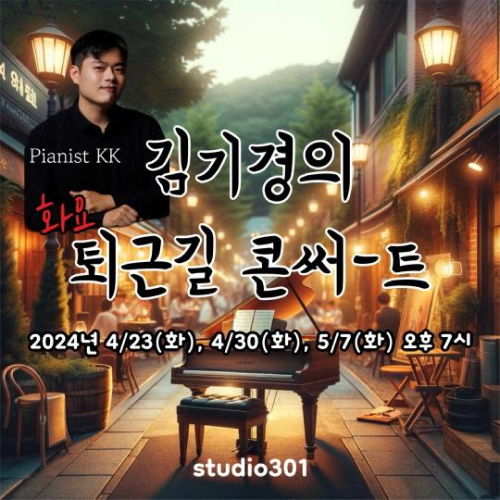 Pianist KK
김기경의
화요
퇴근길 콘써-트
2024년 4/23(화), 4/30(화), 5/7(화) 오후 7시
studio301